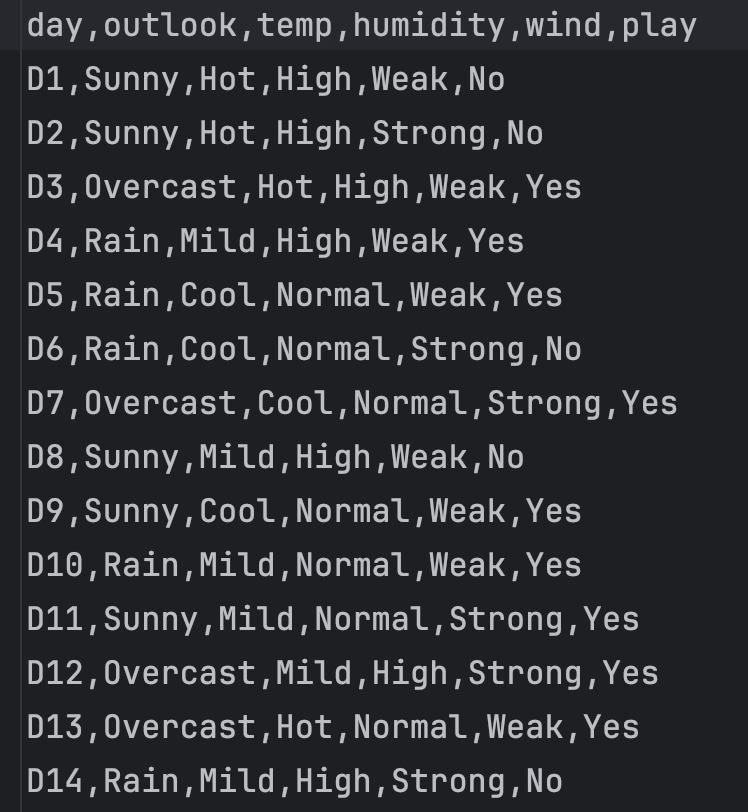 day,outlook,temp,humidity,wind,play
D1,Sunny,Hot,High,Weak,No
D2,Sunny,Hot,High,Strong,No
D3,Overcast,Hot,High,Weak,Yes
D4,Rain,Mild,High,Weak,Yes
D5,Rain,Cool,Normal,Weak,Yes
D6,Rain,Cool,Normal,Strong,No
D7,Overcast,Cool,Normal,Strong,Yes
D8,Sunny,Mild,High,Weak,No
D9,Sunny,Cool,Normal,Weak,Yes
D10,Rain,Mild,Normal,Weak,Yes
D11,Sunny,Mild,Normal,Strong,Yes
D12,Overcast,Mild,High,Strong,Yes
D13,Overcast,Hot,Normal,Weak,Yes
D14,Rain,Mild,High,Strong,No